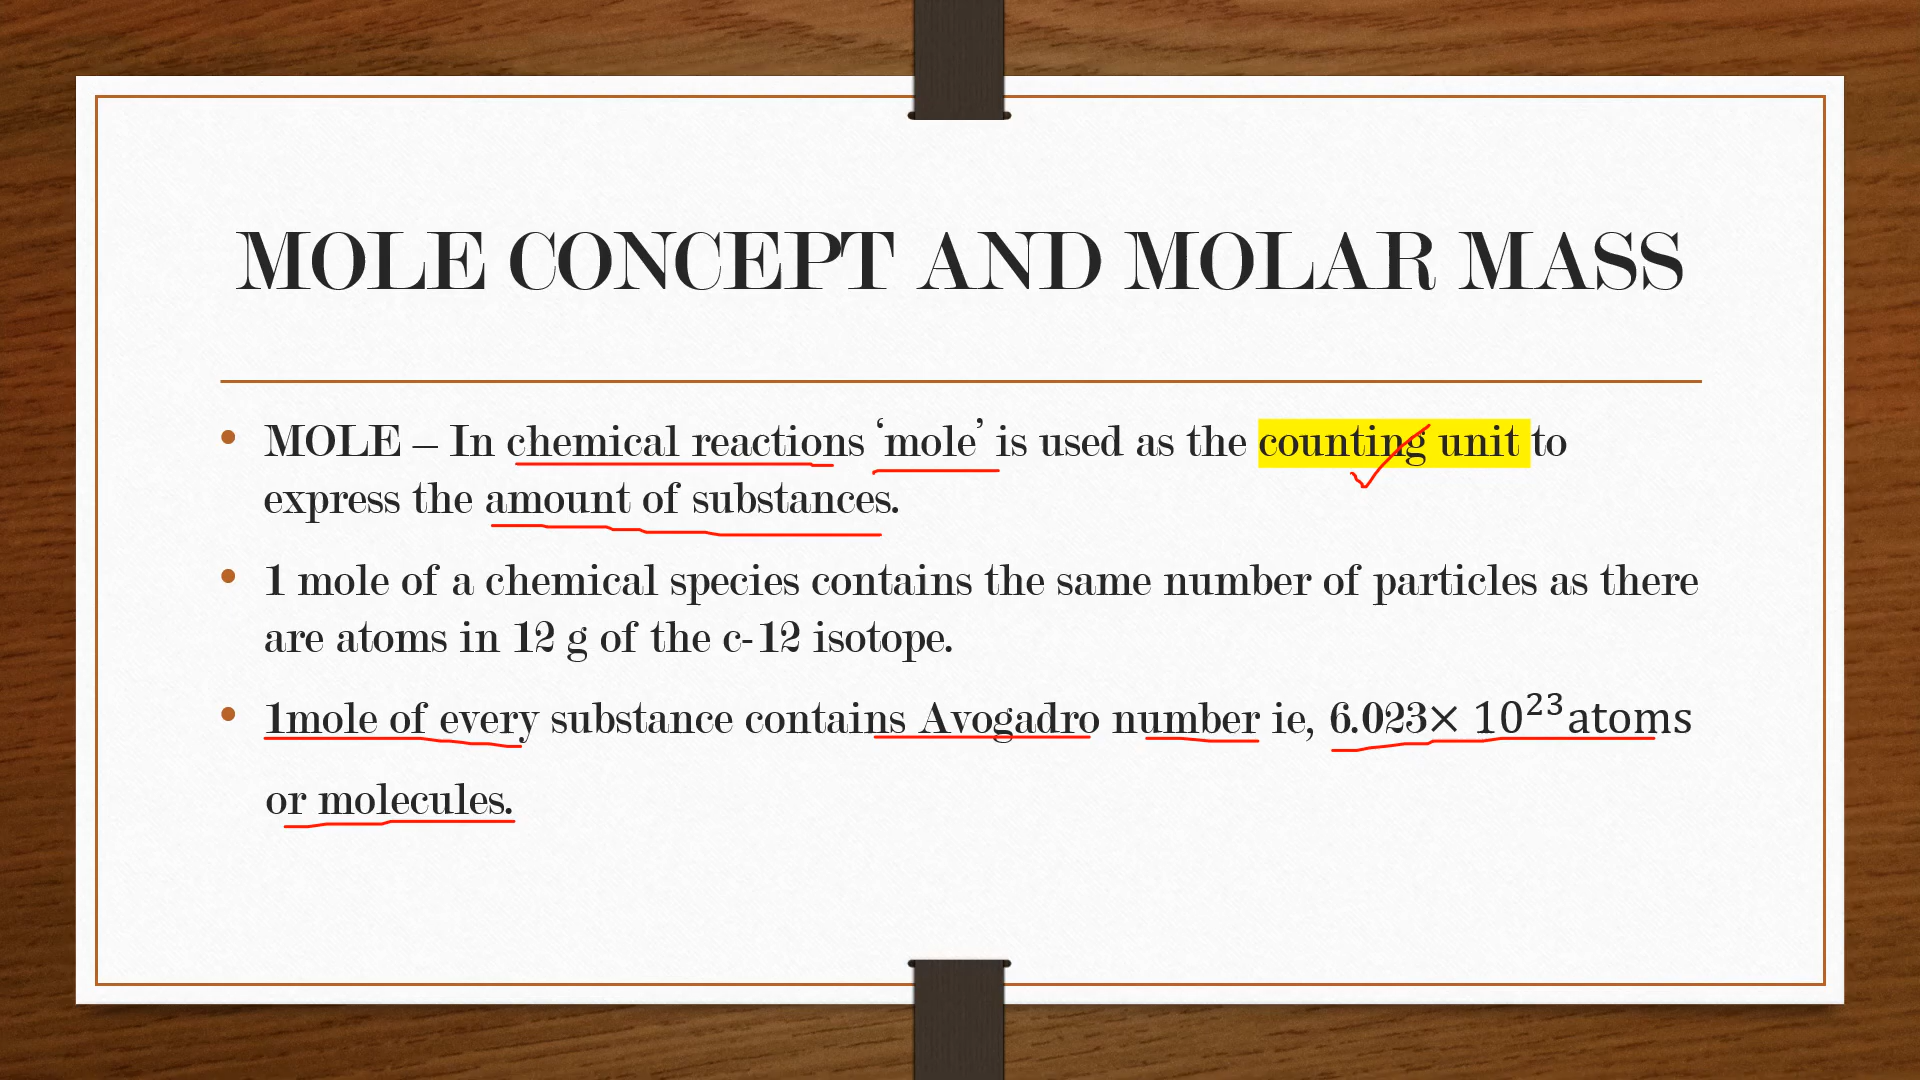 MOLE CONCEPT AND MOLAR MASS
• MOLE – In chemical reactions ‘mole’ is used as the counting unit to
express the amount of substances.
• 1 mole of a chemical species contains the same number of particles as there
are atoms in 12 g of the c-12 isotope.
• 1mole of every substance contains Avogadro number ie, 6.023× 10²³atoms
or molecules.